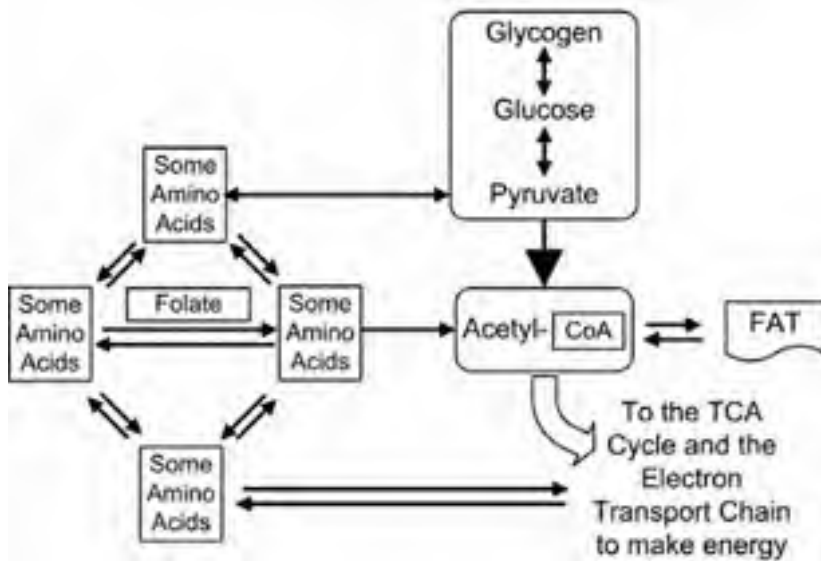 Glycogen
Glucose
Pyruvate
Some
Amino
Acids
Some
Amino
Acids
Folate
Some
Amino
Acids
Acetyl- CoA
FAT
Some
Amino
Acids
To the TCA
Cycle and the
Electron
Transport Chain
to make energy